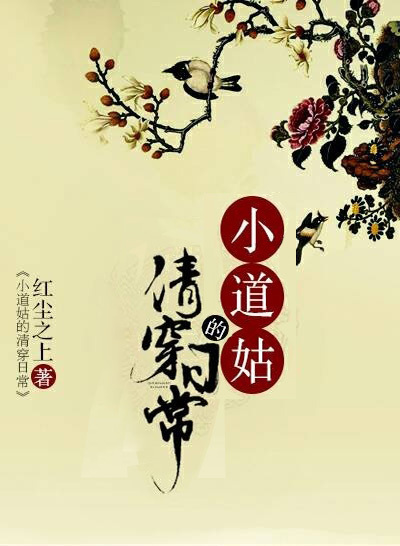 小道姑
的
清穿日常
红尘之上 著
《小道姑的清穿日常》